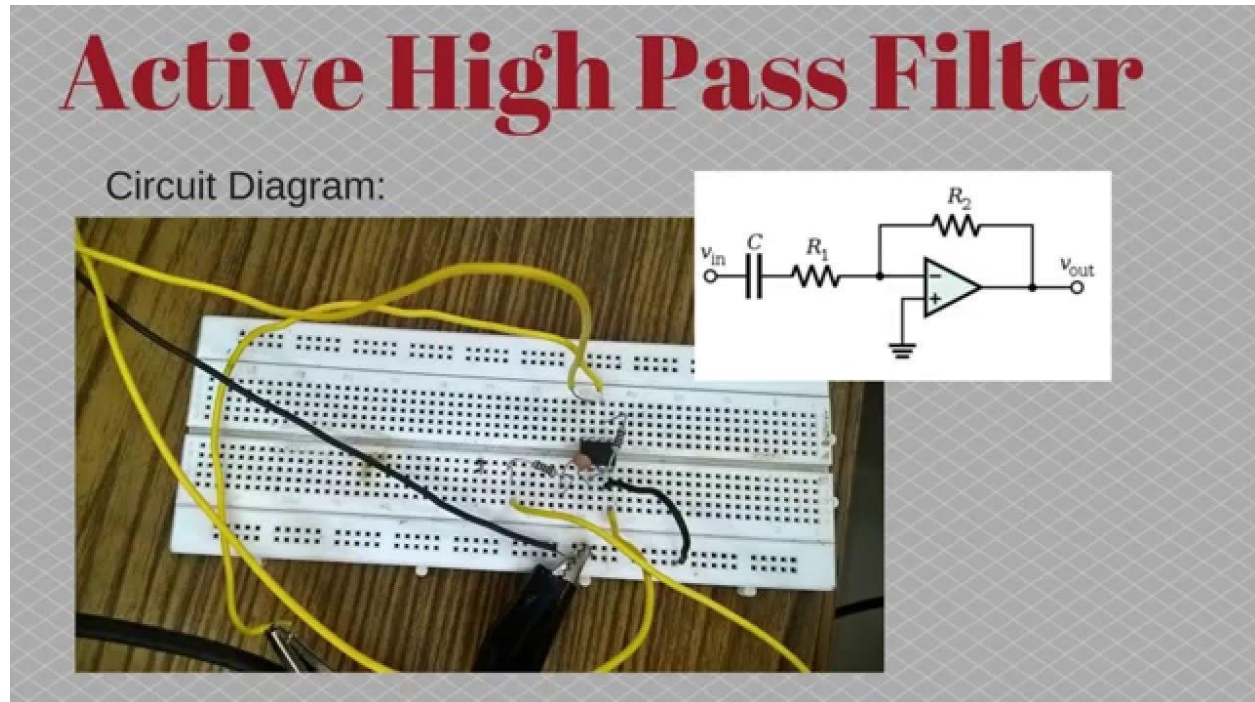 Active High Pass Filter
Circuit Diagram:
R2
vin
C
R1
vout
−
+